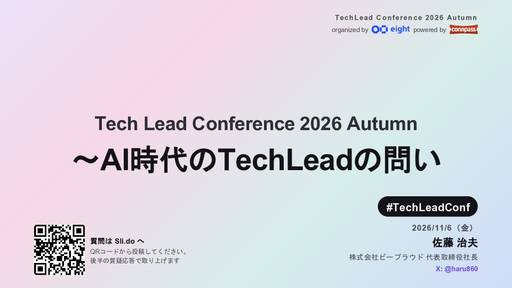 TechLead Conference 2026 Autumn
organized by eight powered by connpass
Tech Lead Conference 2026 Autumn
〜AI時代のTechLeadの問い
#TechLeadConf
2026/11/6（金）
佐藤 治夫
株式会社ビープラウド 代表取締役社長
X: @haru860
質問は Sli.do へ
QRコードから投稿してください。
後半の質疑応答で取り上げます